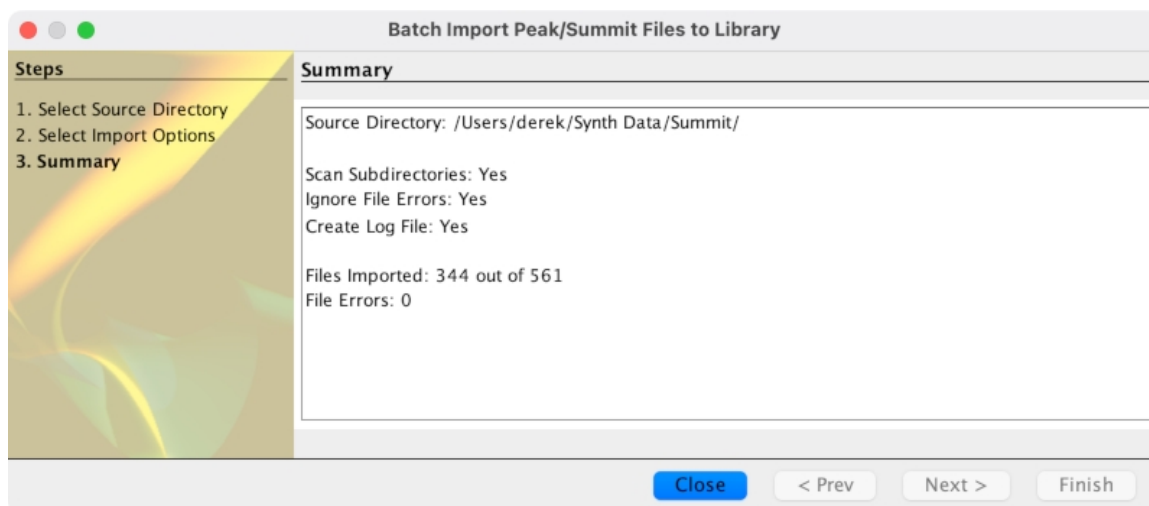 Batch Import Peak/Summit Files to Library
Steps
1. Select Source Directory
2. Select Import Options
3. Summary
Summary
Source Directory: /Users/derek/Synth Data/Summit/
Scan Subdirectories: Yes
Ignore File Errors: Yes
Create Log File: Yes
Files Imported: 344 out of 561
File Errors: 0
Close
< Prev
Next >
Finish